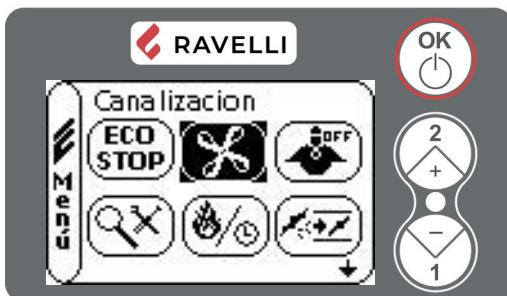 RAVELLI
OK
Canalizacion
ECO
STOP
OFF
Menú
2
+
−
1